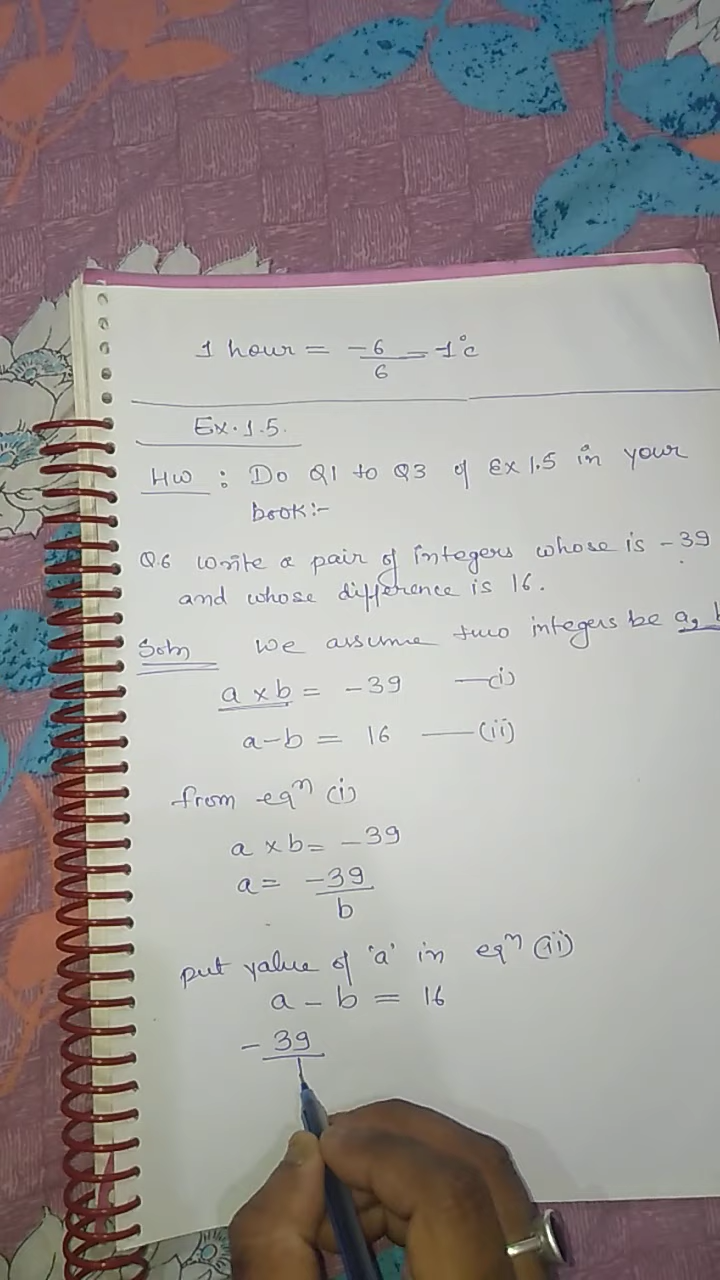 1 hour = -6/6 = -1°c
Ex. 1.5.
HW : Do Q1 to Q3 of Ex 1.5 in your
book:-
Q.6 Write a pair of integers whose is -39
and whose difference is 16.
Soln We assume two integers be a,
a × b = -39 —(i)
a - b = 16 —(ii)
from eqn (i)
a × b = -39
a = -39/b
put value of 'a' in eqn (ii)
a - b = 16
-39